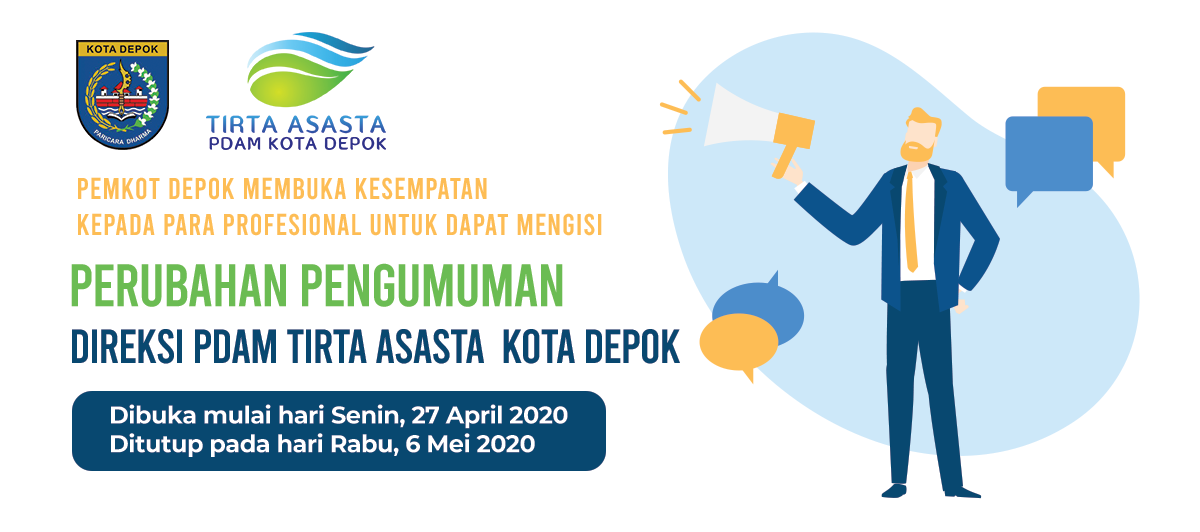 KOTA DEPOK
PARICARA DHARMA
TIRTA ASASTA
PDAM KOTA DEPOK
PEMKOT DEPOK MEMBUKA KESEMPATAN
KEPADA PARA PROFESIONAL UNTUK DAPAT MENGISI
PERUBAHAN PENGUMUMAN
DIREKSI PDAM TIRTA ASASTA KOTA DEPOK
Dibuka mulai hari Senin, 27 April 2020
Ditutup pada hari Rabu, 6 Mei 2020